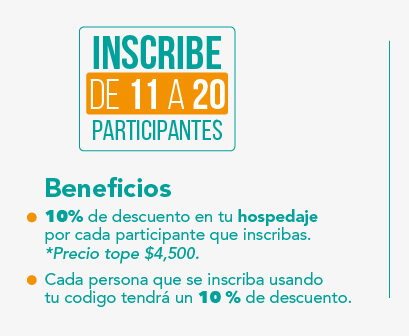 INSCRIBE
DE 11 A 20
PARTICIPANTES
Beneficios
10% de descuento en tu hospedaje
por cada participante que inscribas.
*Precio tope $4,500.
Cada persona que se inscriba usando
tu codigo tendrá un 10 % de descuento.